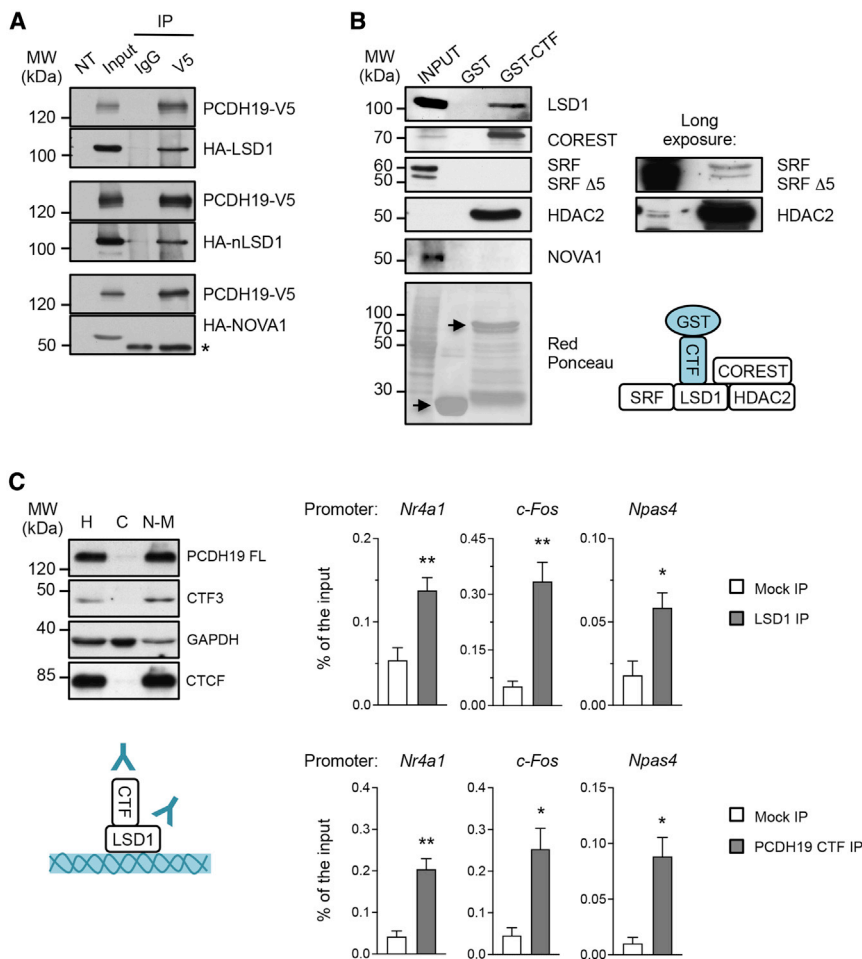 A
IP
MW
(kDa)
NT
Input
IgG
V5
120
PCDH19-V5
100
HA-LSD1
120
PCDH19-V5
100
HA-nLSD1
120
PCDH19-V5
HA-NOVA1
50
*
B
MW
(kDa)
INPUT
GST
GST-CTF
100
LSD1
70
COREST
60
SRF
50
SRF Δ5
50
HDAC2
50
NOVA1
100
70
50
30
Red
Ponceau
Long
exposure:
SRF
SRF Δ5
HDAC2
GST
CTF
COREST
SRF
LSD1
HDAC2
C
MW
(kDa)
H C N-M
120
PCDH19 FL
50
CTF3
40
GAPDH
85
CTCF
CTF
LSD1
Promoter: Nr4a1 c-Fos Npas4
% of the input
0.2
0.1
0.0
**
0.45
0.30
0.15
0.00
**
0.10
0.05
0.00
*
Mock IP
LSD1 IP
Promoter: Nr4a1 c-Fos Npas4
% of the input
0.4
0.3
0.2
0.1
0.0
**
0.4
0.3
0.2
0.1
0.0
*
0.15
0.10
0.05
0.00
*
Mock IP
PCDH19 CTF IP